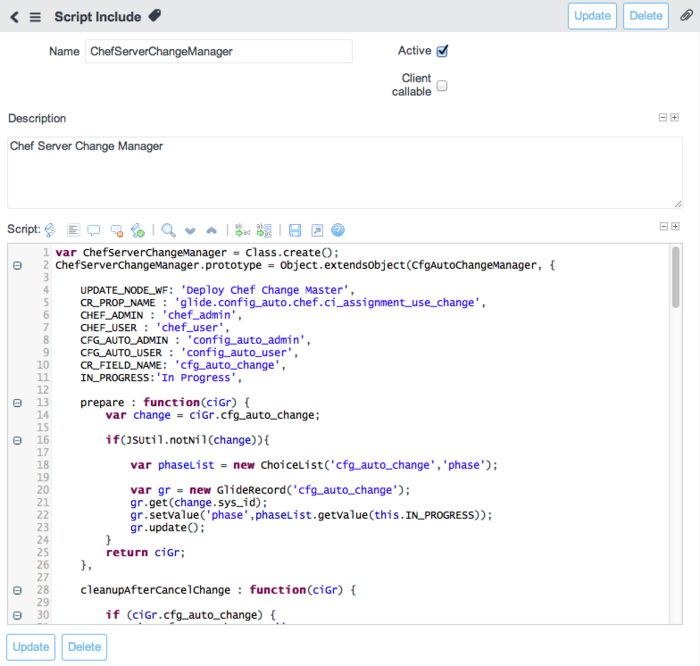 Script Include
Update
Delete
Name
ChefServerChangeManager
Active
Client
callable
Description
Chef Server Change Manager
Script:
1 var ChefServerChangeManager = Class.create();
2 ChefServerChangeManager.prototype = Object.extendsObject(CfgAutoChangeManager, {
3
4 UPDATE_NODE_WF: 'Deploy Chef Change Master',
5 CR_PROP_NAME : 'glide.config_auto.chef.ci_assignment_use_change',
6 CHEF_ADMIN : 'chef_admin',
7 CHEF_USER : 'chef_user',
8 CFG_AUTO_ADMIN : 'config_auto_admin',
9 CFG_AUTO_USER : 'config_auto_user',
10 CR_FIELD_NAME: 'cfg_auto_change',
11 IN_PROGRESS:'In Progress',
12
13 prepare : function(ciGr) {
14 var change = ciGr.cfg_auto_change;
15
16 if(JSUtil.notNil(change)){
17
18 var phaseList = new ChoiceList('cfg_auto_change','phase');
19
20 var gr = new GlideRecord('cfg_auto_change');
21 gr.get(change.sys_id);
22 gr.setValue('phase',phaseList.getValue(this.IN_PROGRESS));
23 gr.update();
24 }
25 return ciGr;
26 },
27
28 cleanupAfterCancelChange : function(ciGr) {
29
30 if (ciGr.cfg_auto_change) {
Update
Delete